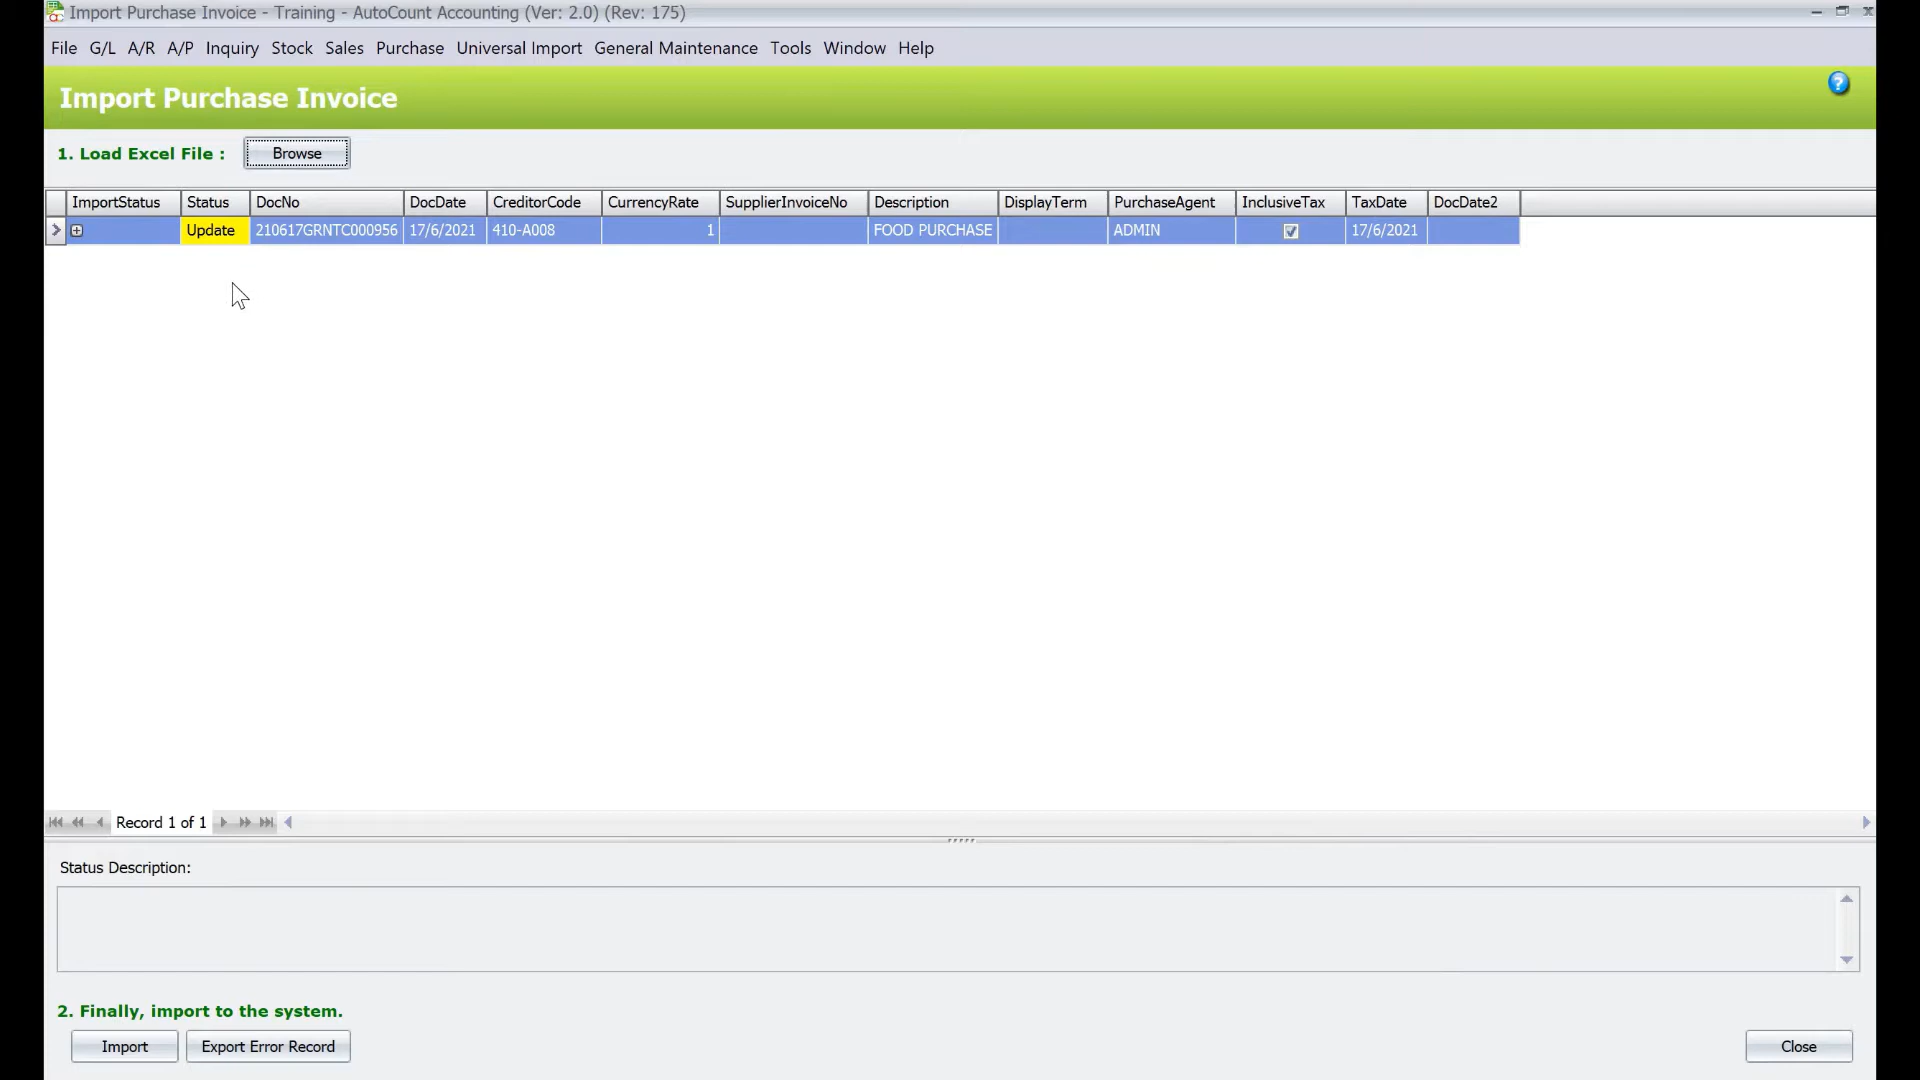 Import Purchase Invoice - Training - AutoCount Accounting (Ver: 2.0) (Rev: 175)
File G/L A/R A/P Inquiry Stock Sales Purchase Universal Import General Maintenance Tools Window Help
Import Purchase Invoice
1. Load Excel File : Browse
ImportStatus Status DocNo DocDate CreditorCode CurrencyRate SupplierInvoiceNo Description DisplayTerm PurchaseAgent InclusiveTax TaxDate DocDate2
Update 210617GRNTC000956 17/6/2021 410-A008 1 FOOD PURCHASE ADMIN 17/6/2021
Record 1 of 1
Status Description:
2. Finally, import to the system.
Import Export Error Record Close